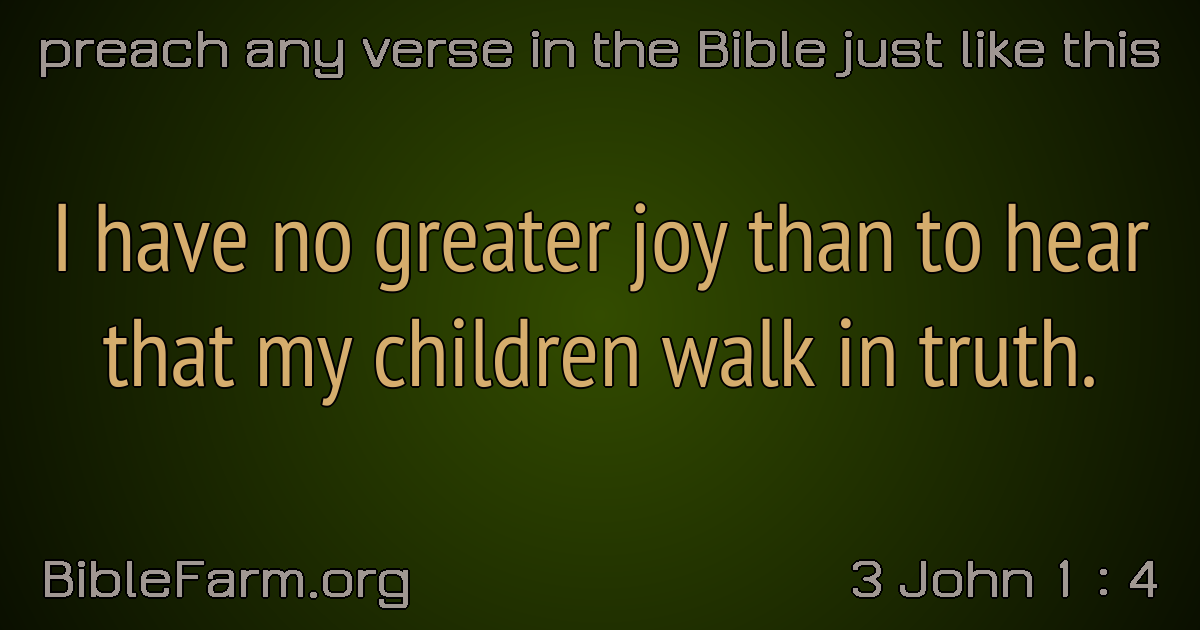 preach any verse in the Bible just like this
I have no greater joy than to hear
that my children walk in truth.
BibleFarm.org
3 John 1 : 4